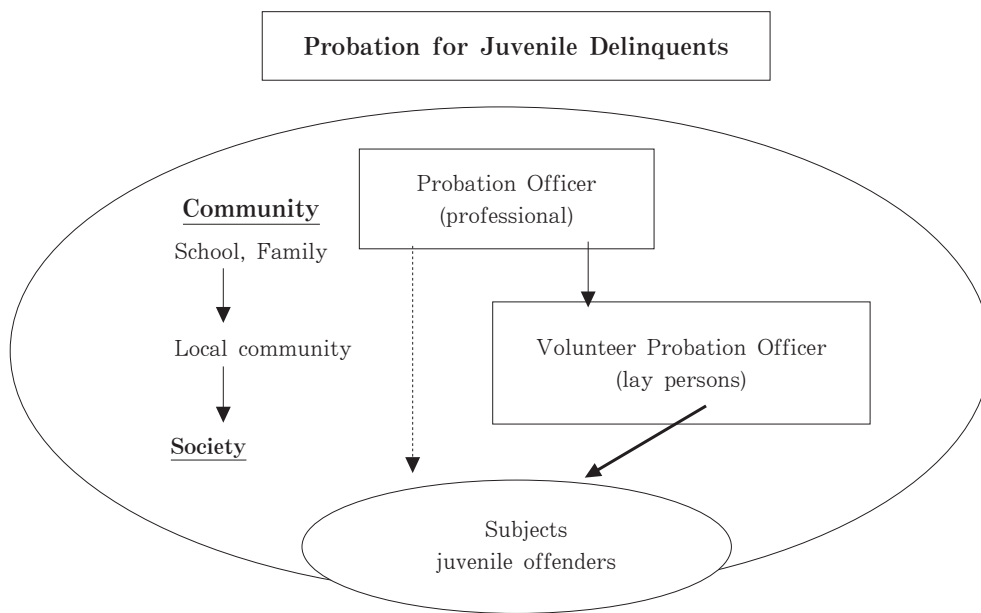 Probation for Juvenile Delinquents
Probation Officer
(professional)
Community
School, Family
Local community
Society
Volunteer Probation Officer
(lay persons)
Subjects
juvenile offenders